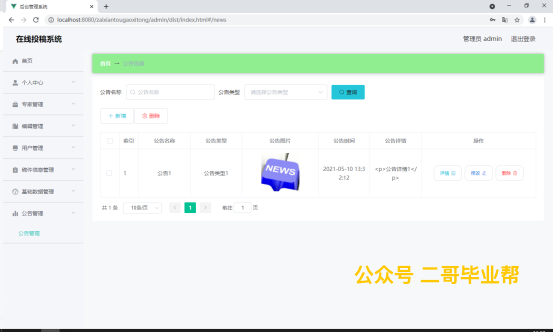 后台管理系统
localhost:8080/zaixiantougaoxitong/admin/dist/index.html#/news
在线投稿系统
管理员 admin 退出登录
首页
个人中心
专家管理
编辑管理
用户管理
稿件信息管理
基础数据管理
公告管理
公告管理
首页 公告信息
公告名称 公告名称 公告类型 请选择公告类型 查询
+ 新增 删除
索引 公告名称 公告类型 公告图片 公告时间 公告详情 操作
1 公告1 公告类型1 NEWS 2021-05-10 13:32:12 <p>公告详情1</p> 详情 修改 删除
共 1 条 10条/页 < 1 > 前往 1 页
公众号 二哥毕业帮